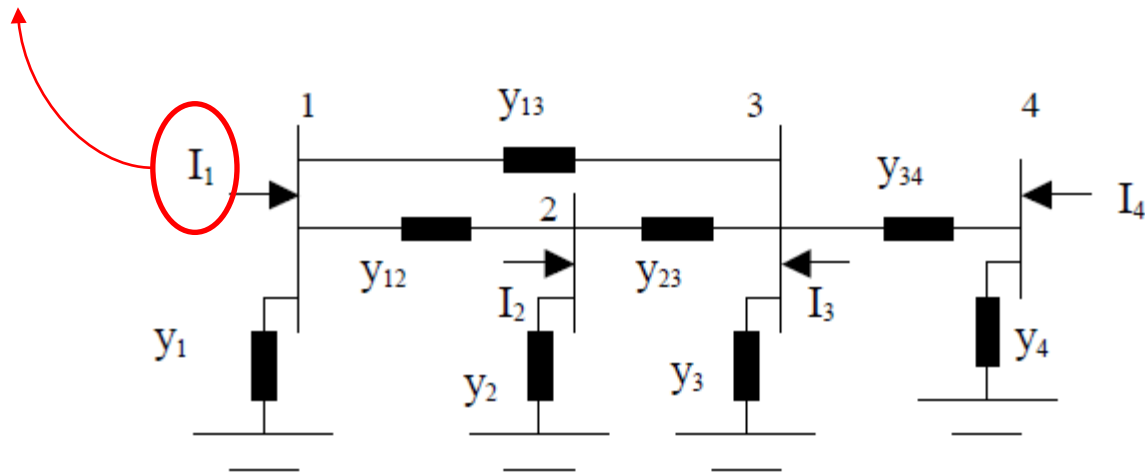 1
y₁₃
3
4
I₁
y₃₄
I₄
2
y₁₂
y₂₃
I₂
I₃
y₁
y₂
y₃
y₄